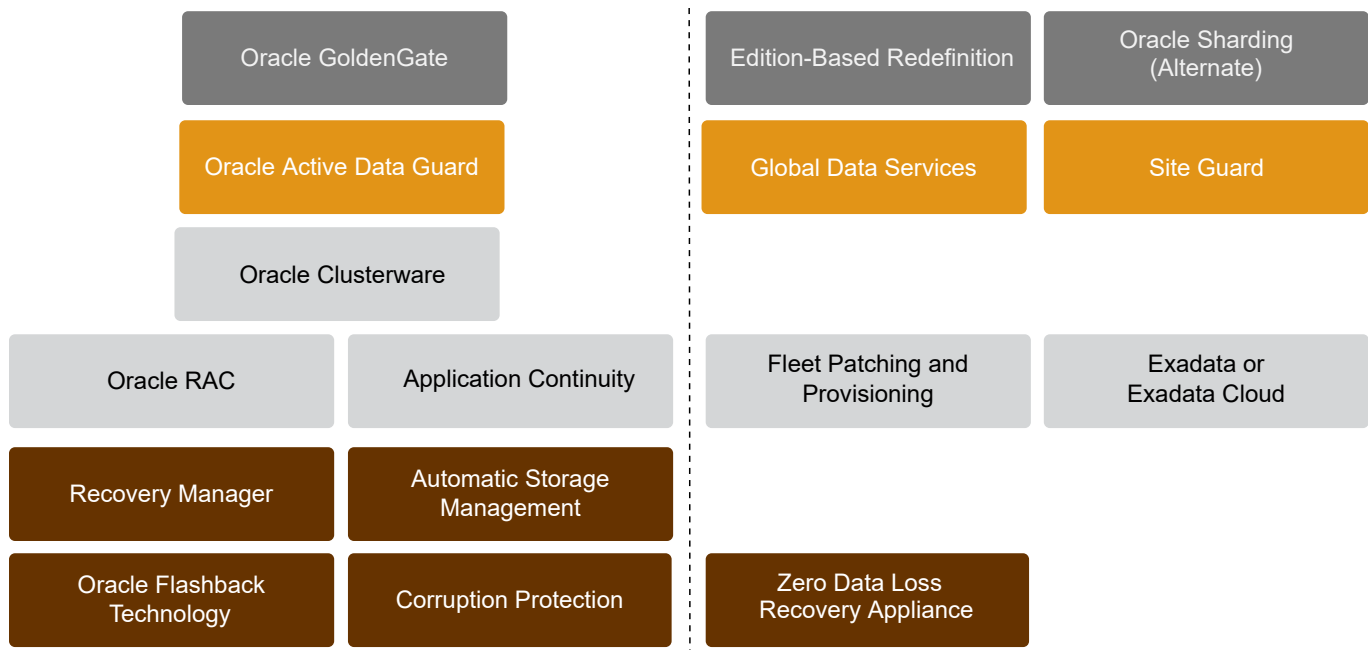 Oracle GoldenGate
Edition-Based Redefinition
Oracle Sharding
(Alternate)
Oracle Active Data Guard
Global Data Services
Site Guard
Oracle Clusterware
Oracle RAC
Application Continuity
Fleet Patching and
Provisioning
Exadata or
Exadata Cloud
Recovery Manager
Automatic Storage
Management
Oracle Flashback
Technology
Corruption Protection
Zero Data Loss
Recovery Appliance